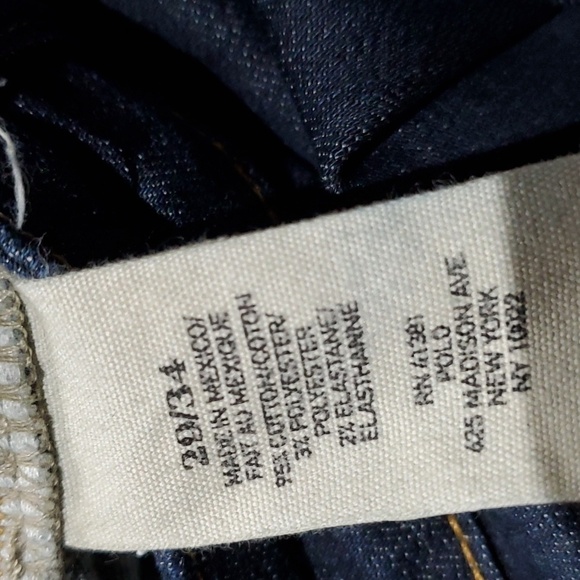 29/34
MADE IN MEXICO/
FAIT AU MEXIQUE
95% COTTON/COTON
3% POLYESTER/
POLYESTER
2% ELASTANE/
ELASTHANNE
RN 41381
POLO
625 MADISON AVE
NEW YORK
NY 10022